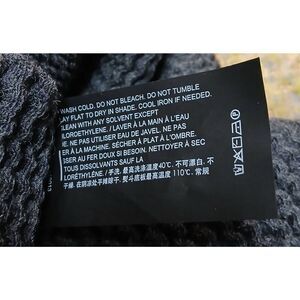 WASH COLD. DO NOT BLEACH. DO NOT TUMBLE
LAY FLAT TO DRY IN SHADE. COOL IRON IF NEEDED.
CLEAN WITH ANY SOLVENT EXCEPT
LOROETHYLENE. / LAVER À LA MAIN À L'EAU
NE PAS UTILISER EAU DE JAVEL. NE PAS
ER À LA MACHINE. SÉCHER À PLAT À L'OMBRE.
SSER AU FER DOUX SI BESOIN. NETTOYER À SEC
TOUS DISSOLVANTS SAUF LA
LORÉTHYLÈNE / 手洗, 最高洗涤温度40℃. 不可漂白. 不
干燥. 在阴凉处平摊晾干. 熨斗底板最高温度 110℃. 常规